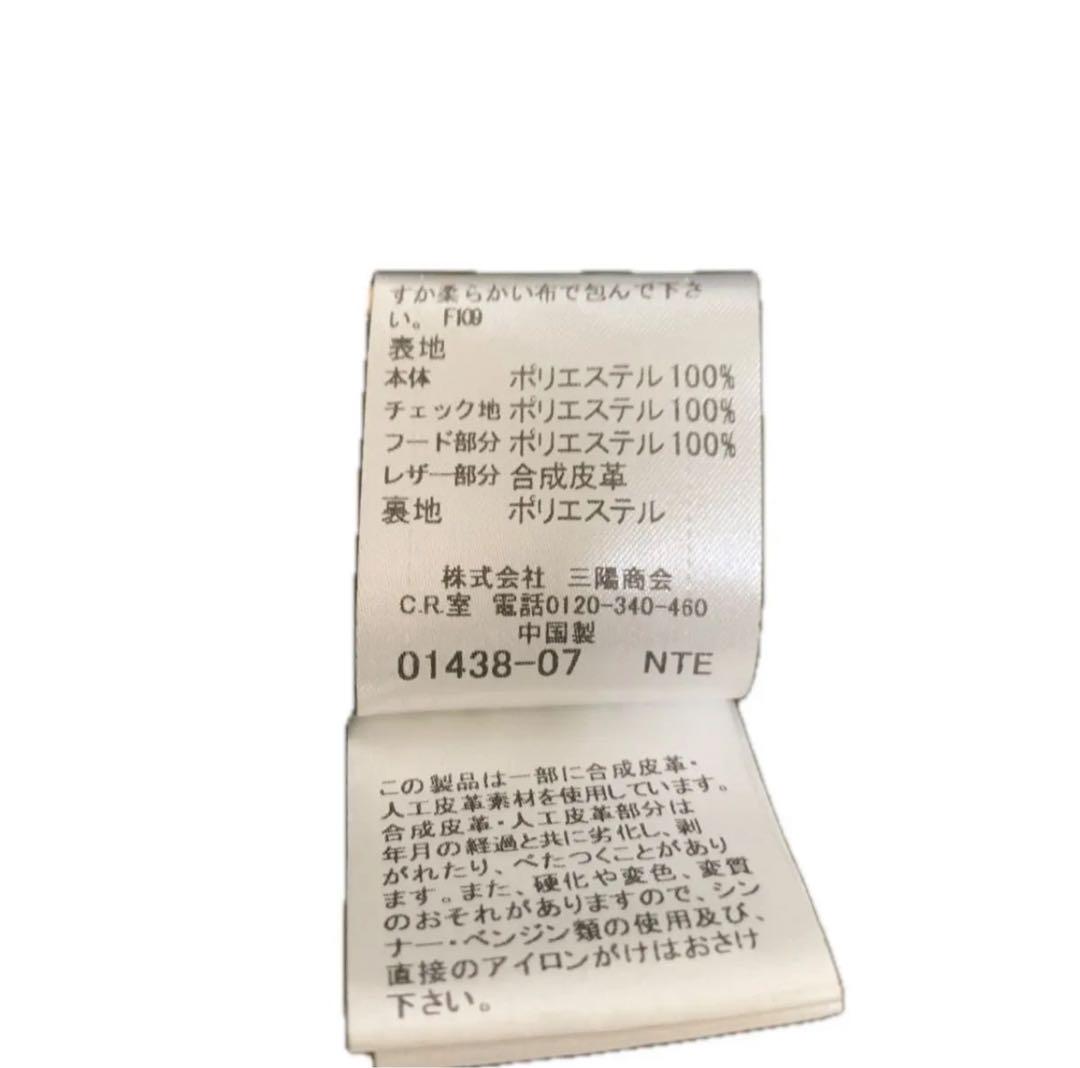 すか柔らかい布で包んで下さ
い。 F109
表地
本体 ポリエステル 100%
チェック地 ポリエステル 100%
フード部分 ポリエステル 100%
レザー部分 合成皮革
裏地 ポリエステル
株式会社 三陽商会
C.R.室 電話0120-340-460
中国製
01438-07 NTE
この製品は一部に合成皮革・
人工皮革素材を使用しています。
合成皮革・人工皮革部分は
年月の経過と共に劣化し、剥
がれたり、べたつくことがあり
ます。また、硬化や変色、変質
のおそれがありますので、シン
ナー・ベンジン類の使用及び、
直接のアイロンがけはおさけ
下さい。